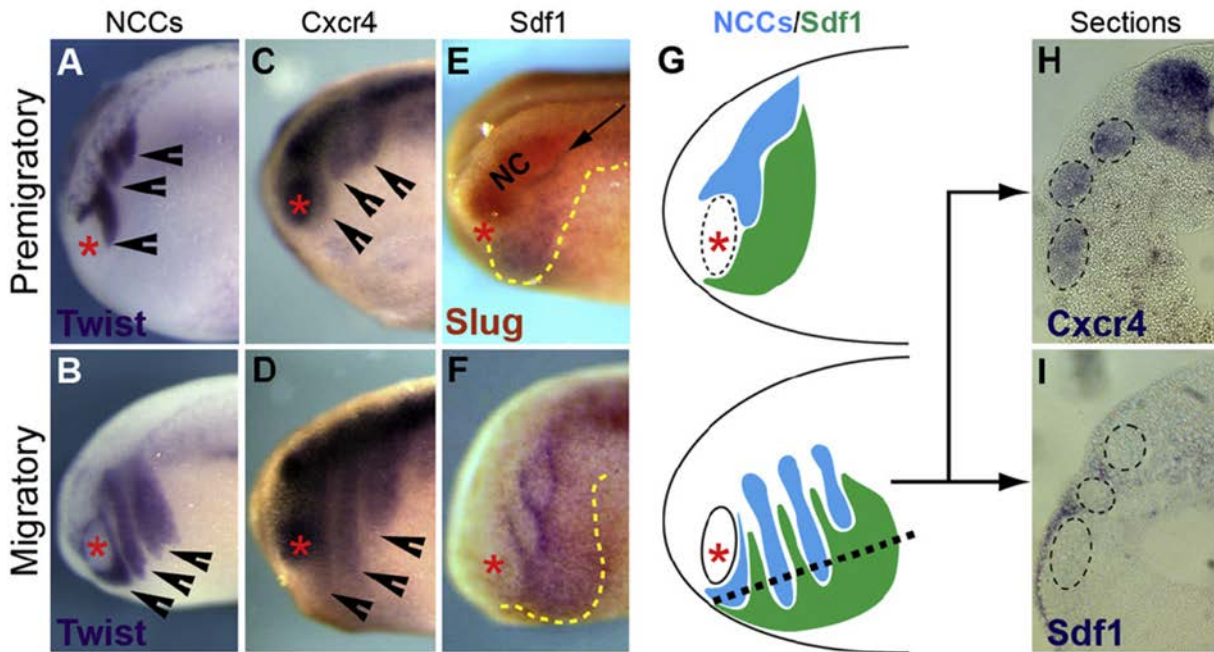 NCCs Cxcr4 Sdf1 NCCs/Sdf1 Sections
Premigratory
A C E G H
NC
* * * *
Twist Slug Cxcr4
Migratory
B D F I
* * * *
Twist Sdf1